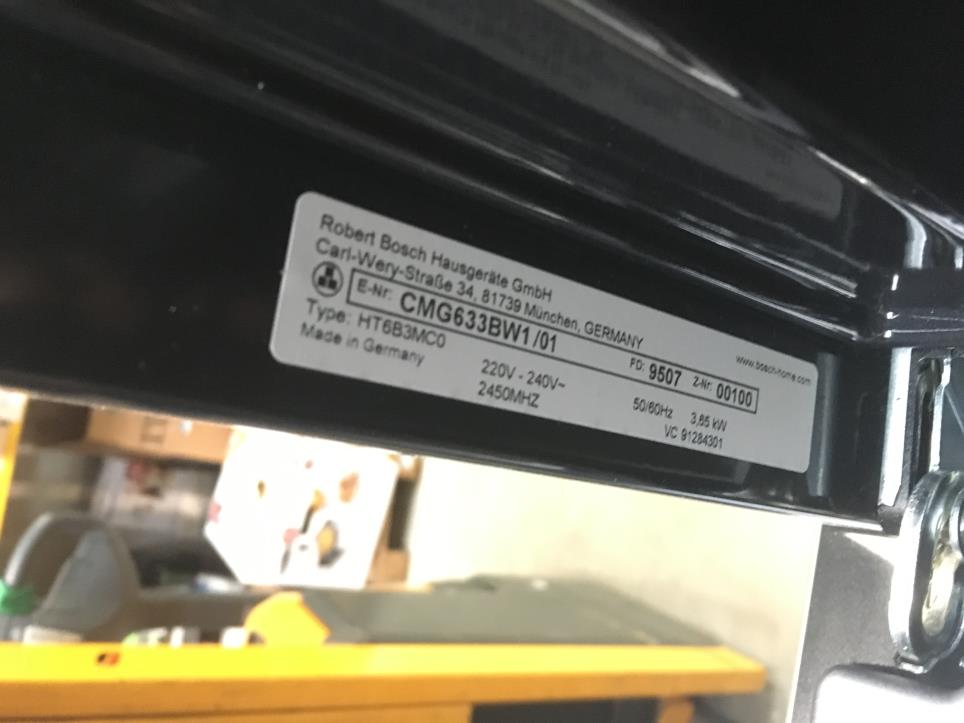 Robert Bosch Hausgeräte GmbH
Carl-Wery-Straße 34, 81739 München, GERMANY
www.bosch-home.com
E-Nr: CMG633BW1/01 FD: 9507 Z-Nr: 00100
Type: HT6B3MC0 220V - 240V~ 50/60Hz 3,65 kW
Made in Germany 2450MHZ VC 91284301